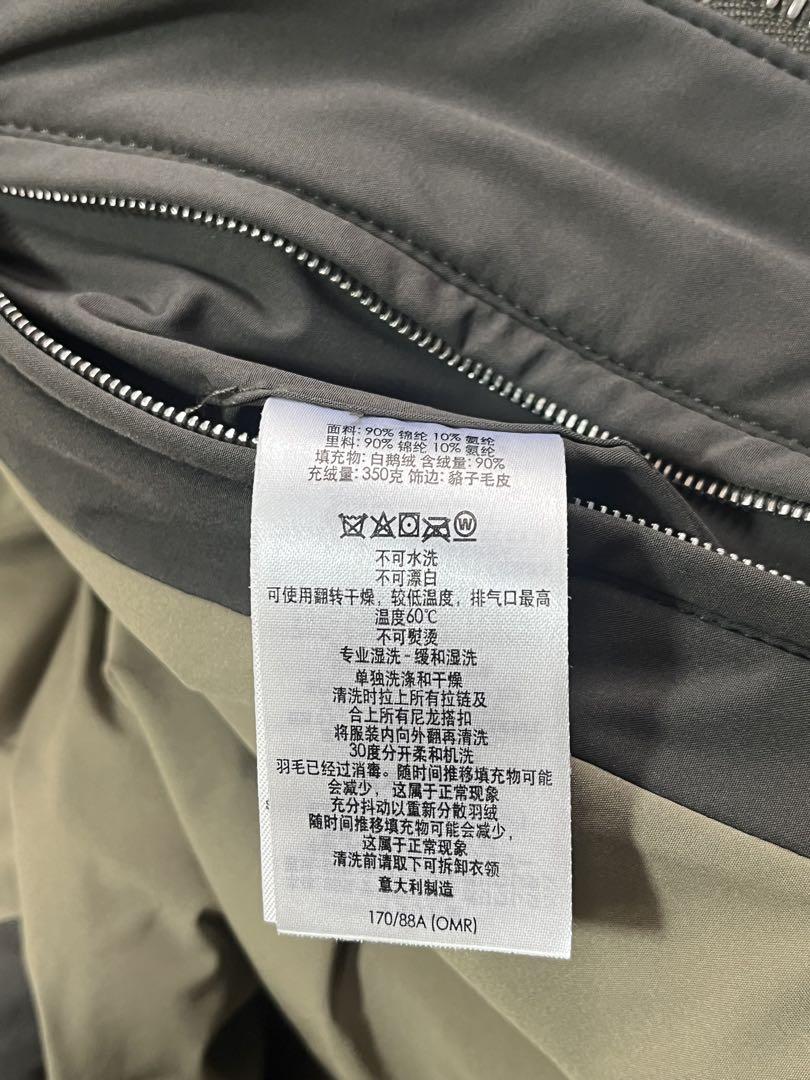 面料: 90% 锦纶 10% 氨纶
里料: 90% 锦纶 10% 氨纶
填充物: 白鹅绒 含绒量: 90%
充绒量: 350克 饰边: 貉子毛皮
W
不可水洗
不可漂白
可使用翻转干燥，较低温度，排气口最高
温度60℃
不可熨烫
专业湿洗-缓和湿洗
单独洗涤和干燥
清洗时拉上所有拉链及
合上所有尼龙搭扣
将服装内向外翻再清洗
30度分开柔和机洗
羽毛已经过消毒。随时间推移填充物可能
会减少，这属于正常现象
充分抖动以重新分散羽绒
随时间推移填充物可能会减少，
这属于正常现象
清洗前请取下可拆卸衣领
意大利制造
170/88A (OMR)